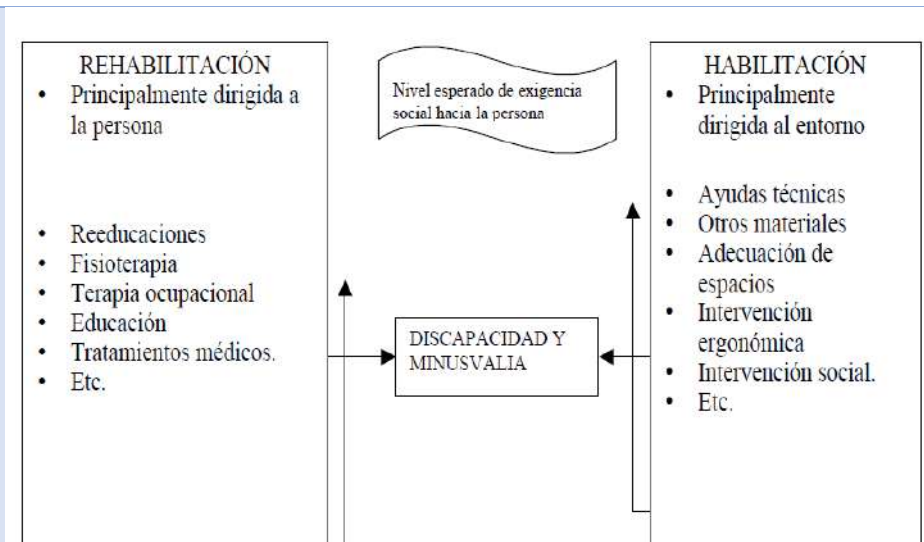 REHABILITACIÓN
• Principalmente dirigida a
la persona
• Reeducaciones
• Fisioterapia
• Terapia ocupacional
• Educación
• Tratamientos médicos.
• Etc.
Nivel esperado de exigencia
social hacia la persona
DISCAPACIDAD Y
MINUSVALIA
HABILITACIÓN
• Principalmente
dirigida al entorno
• Ayudas técnicas
• Otros materiales
• Adecuación de
espacios
• Intervención
ergonómica
• Intervención social.
• Etc.